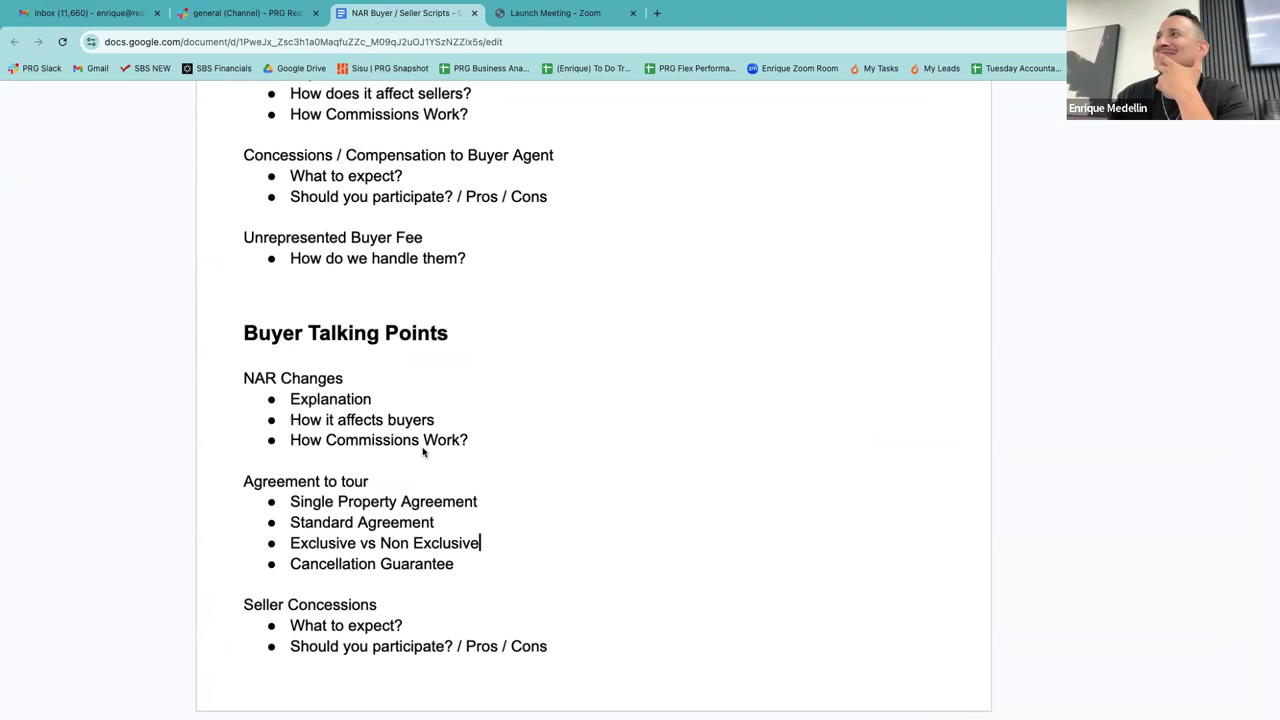 Inbox (11,660) - enrique@rea
general (Channel) - PRG Rea
NAR Buyer / Seller Scripts -
Launch Meeting - Zoom
docs.google.com/document/d/1PweJx_Zsc3h1a0MaqfuZZc_M09qJ2uOJ1YSzNZZlx5s/edit
PRG Slack
Gmail
SBS NEW
SBS Financials
Google Drive
Sisu | PRG Snapshot
PRG Business Ana...
(Enrique) To Do Tr...
PRG Flex Performa...
Enrique Zoom Room
My Tasks
My Leads
Tuesday Accounta...
Enrique Medellin
● How does it affect sellers?
● How Commissions Work?
Concessions / Compensation to Buyer Agent
● What to expect?
● Should you participate? / Pros / Cons
Unrepresented Buyer Fee
● How do we handle them?
Buyer Talking Points
NAR Changes
● Explanation
● How it affects buyers
● How Commissions Work?
Agreement to tour
● Single Property Agreement
● Standard Agreement
● Exclusive vs Non Exclusive
● Cancellation Guarantee
Seller Concessions
● What to expect?
● Should you participate? / Pros / Cons